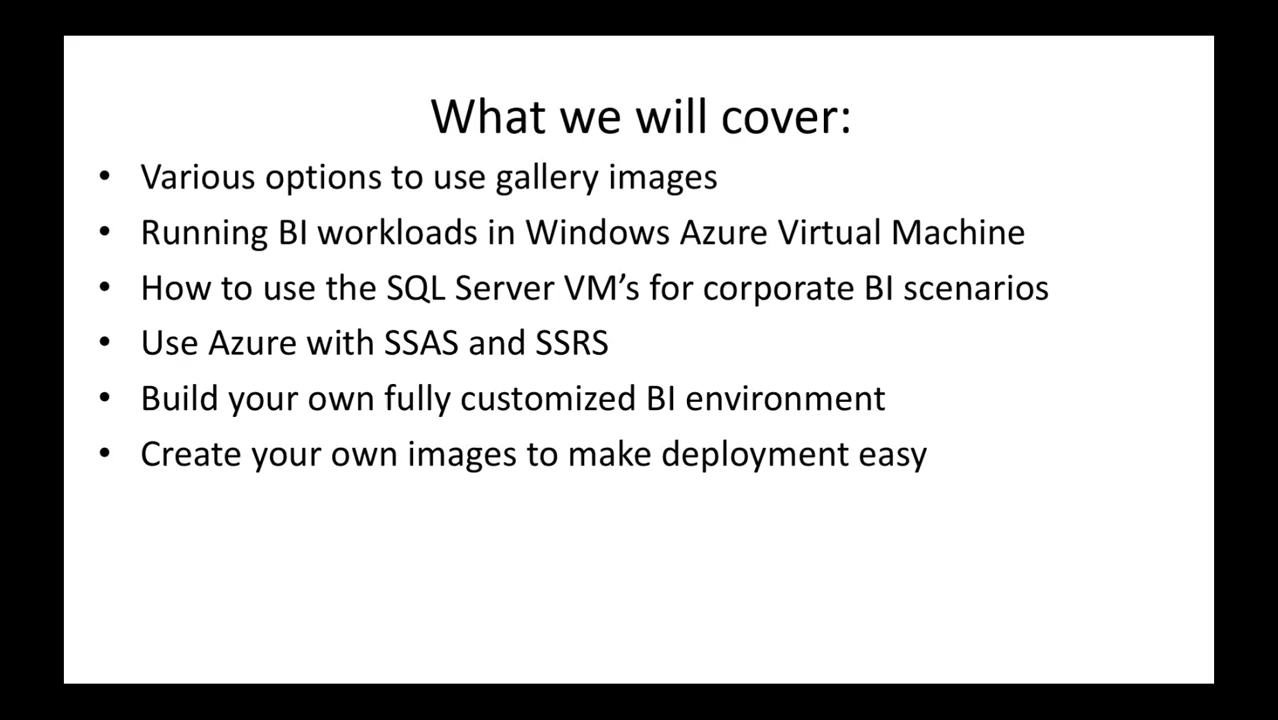 What we will cover:
• Various options to use gallery images
• Running BI workloads in Windows Azure Virtual Machine
• How to use the SQL Server VM’s for corporate BI scenarios
• Use Azure with SSAS and SSRS
• Build your own fully customized BI environment
• Create your own images to make deployment easy